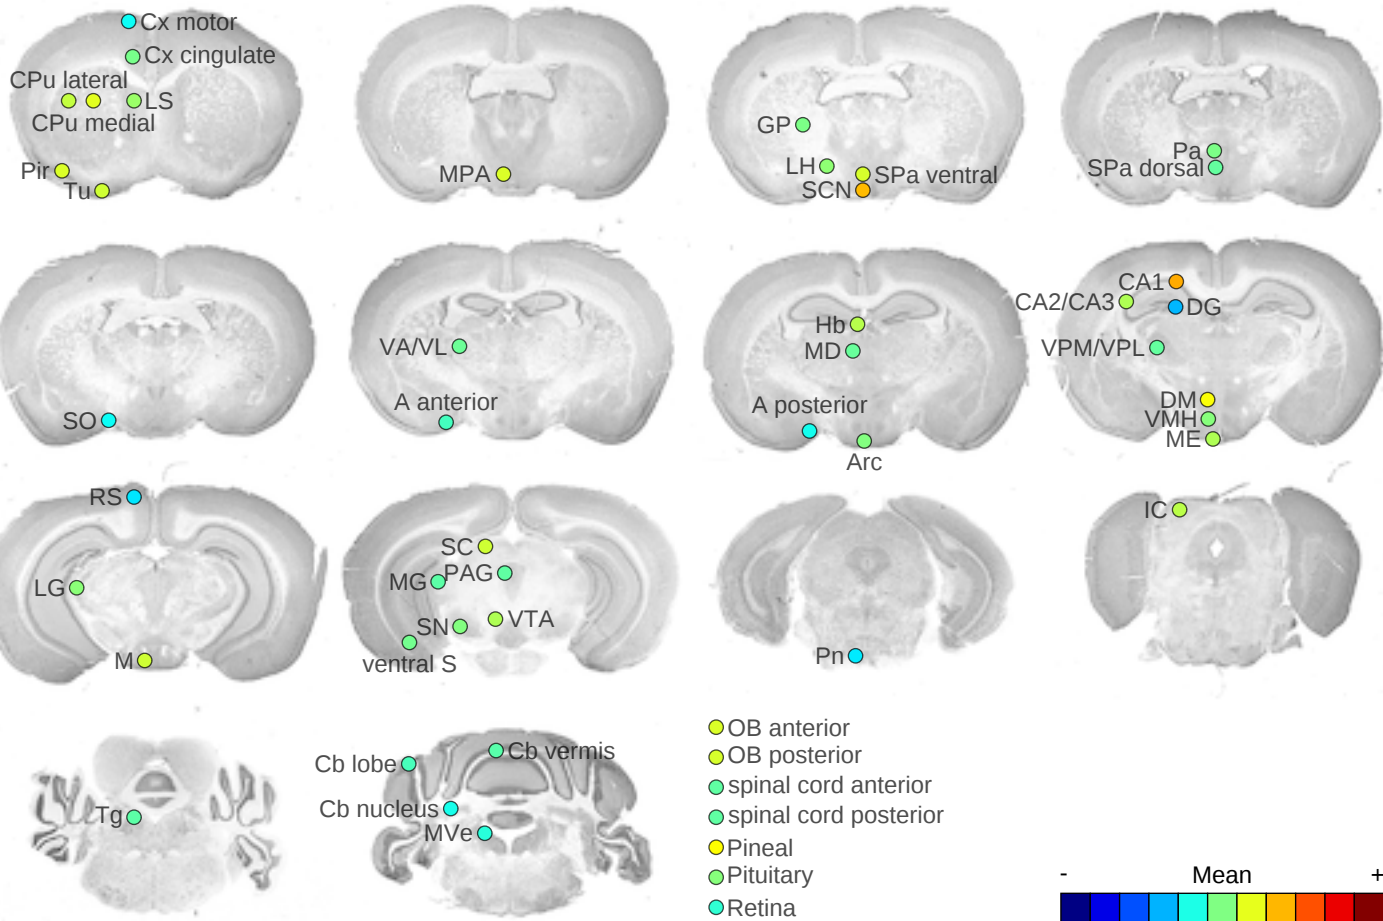 Cx motor
Cx cingulate
CPu lateral
LS
CPu medial
Pir
Tu
MPA
GP
LH
SPa ventral
SCN
Pa
SPa dorsal
SO
VA/VL
A anterior
Hb
MD
A posterior
Arc
CA1
CA2/CA3
DG
VPM/VPL
DM
VMH
ME
RS
LG
M
SC
PAG
MG
VTA
SN
ventral S
Pn
IC
Tg
Cb vermis
Cb lobe
Cb nucleus
MVe
OB anterior
OB posterior
spinal cord anterior
spinal cord posterior
Pineal
Pituitary
Retina
- Mean +